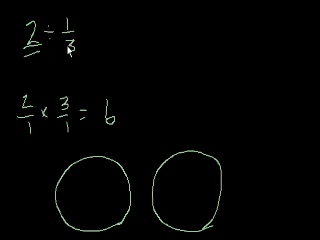 2 ÷ 1/3
2/1 × 3/1 = 6